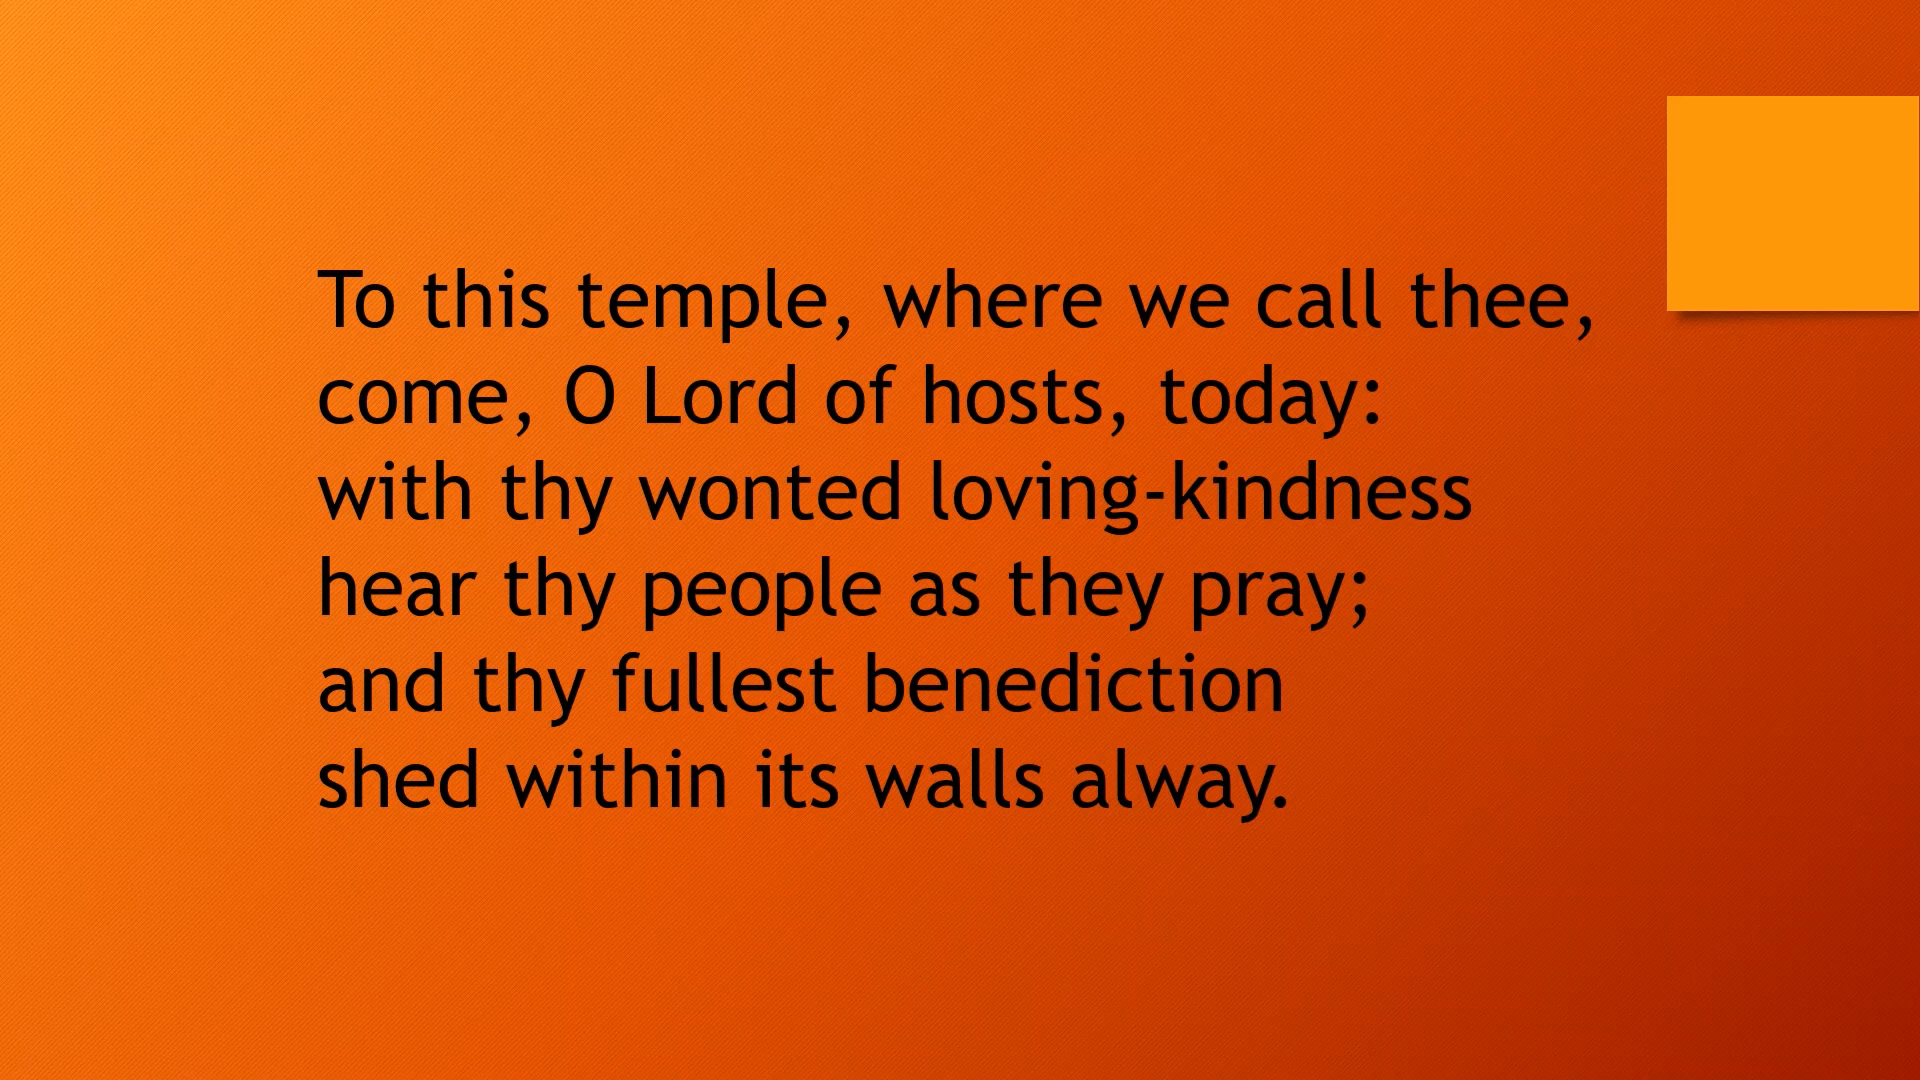 To this temple, where we call thee,
come, O Lord of hosts, today:
with thy wonted loving-kindness
hear thy people as they pray;
and thy fullest benediction
shed within its walls alway.